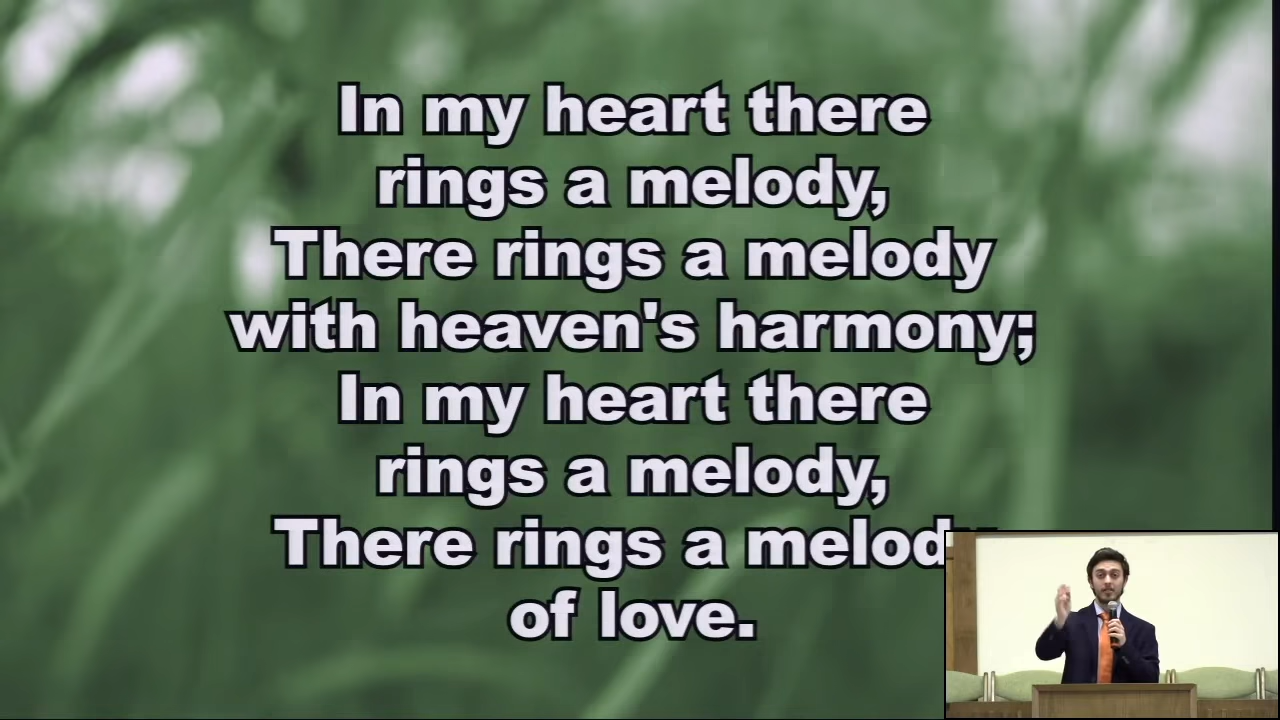 In my heart there
rings a melody,
There rings a melody
with heaven's harmony;
In my heart there
rings a melody,
There rings a melody
of love.